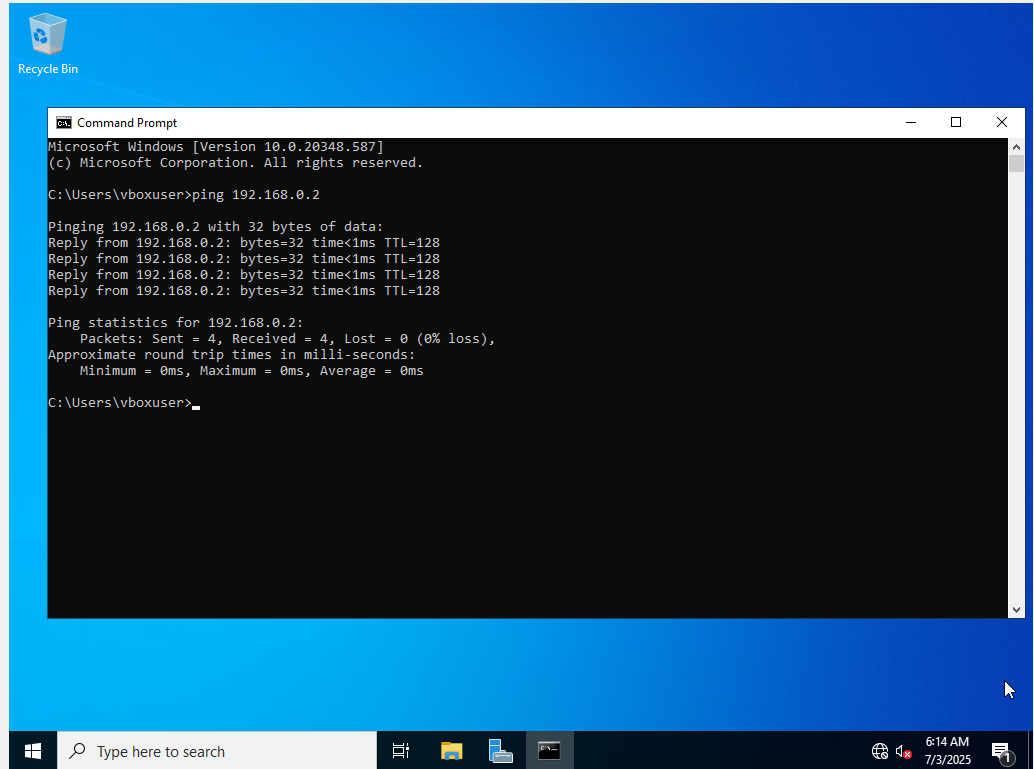 Recycle Bin
Command Prompt
Microsoft Windows [Version 10.0.20348.587]
(c) Microsoft Corporation. All rights reserved.
C:\Users\vboxuser>ping 192.168.0.2
Pinging 192.168.0.2 with 32 bytes of data:
Reply from 192.168.0.2: bytes=32 time<1ms TTL=128
Reply from 192.168.0.2: bytes=32 time<1ms TTL=128
Reply from 192.168.0.2: bytes=32 time<1ms TTL=128
Reply from 192.168.0.2: bytes=32 time<1ms TTL=128
Ping statistics for 192.168.0.2:
    Packets: Sent = 4, Received = 4, Lost = 0 (0% loss),
Approximate round trip times in milli-seconds:
    Minimum = 0ms, Maximum = 0ms, Average = 0ms
C:\Users\vboxuser>
Type here to search
6:14 AM
7/3/2025
1